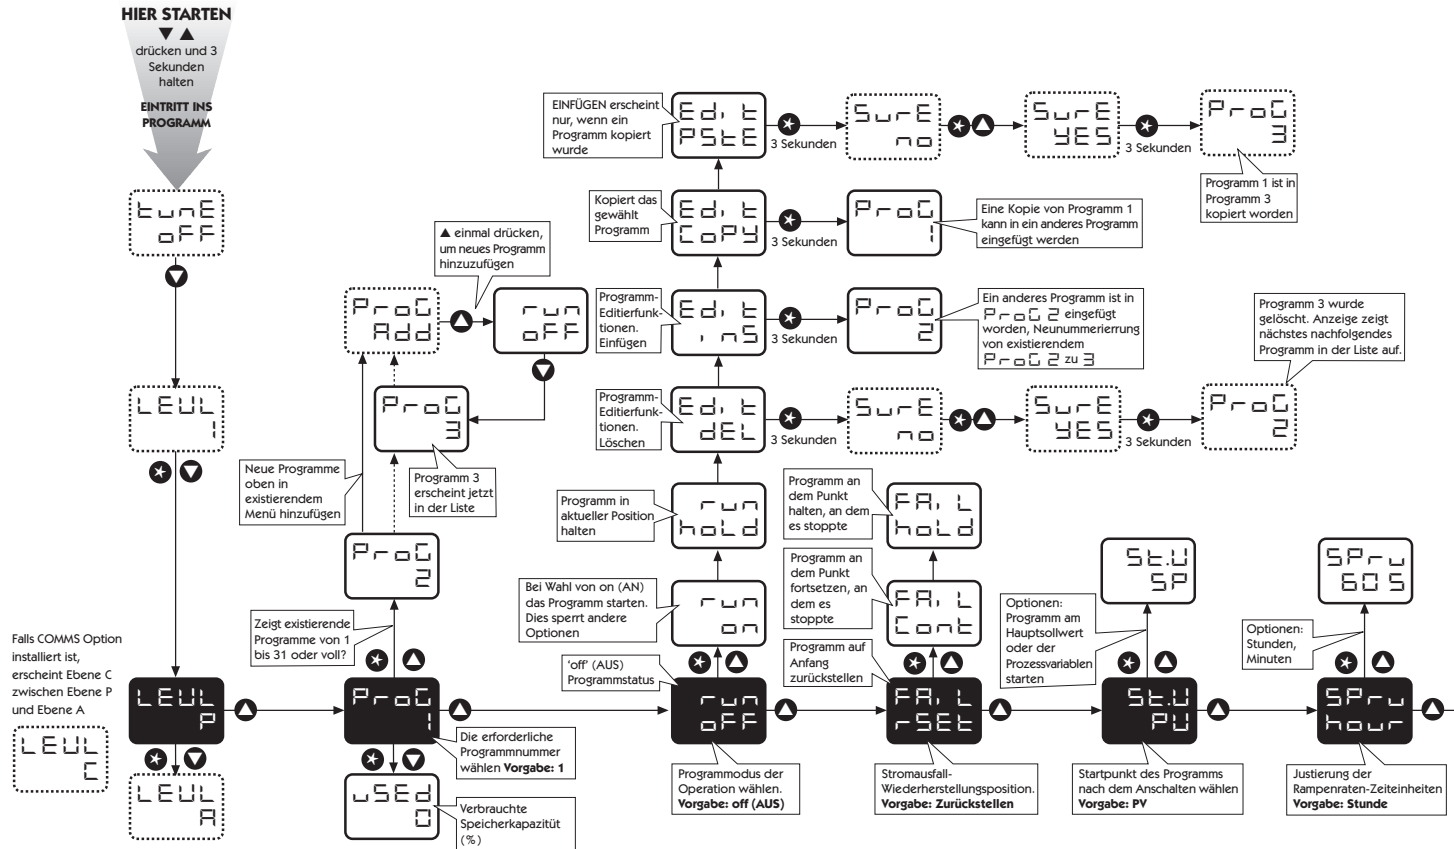 HIER STARTEN
▼ ▲
drücken und 3
Sekunden
halten
EINTRITT INS
PROGRAMM
tunE
oFF
LEVL
1
LEVL
P
LEVL
A
Falls COMMS Option
installiert ist,
erscheint Ebene C
zwischen Ebene P
und Ebene A
LEVL
C
▲ einmal drücken,
um neues Programm
hinzuzufügen
ProG
Add
run
oFF
ProG
3
Neue Programme
oben in
existierendem
Menü hinzufügen
Programm 3
erscheint jetzt
in der Liste
ProG
2
Zeigt existierende
Programme von 1
bis 31 oder voll?
ProG
1
Die erforderliche
Programmnummer
wählen Vorgabe: 1
uSEd
0
Verbrauchte
Speicherkapazitüt
(%)
EINFÜGEN erscheint
nur, wenn ein
Programm kopiert
wurde
Edit
PStE
3 Sekunden
SurE
no
SurE
YES
3 Sekunden
ProG
3
Programm 1 ist in
Programm 3
kopiert worden
Kopiert das
gewählt
Programm
Edit
CoPY
3 Sekunden
ProG
1
Eine Kopie von Programm 1
kann in ein anderes Programm
eingefügt werden
Programm-
Editierfunk-
tionen.
Einfügen
Edit
inS
3 Sekunden
ProG
2
Ein anderes Programm ist in
ProG 2 eingefügt
worden, Neunummerierrung
von existierendem
ProG 2 zu 3
Programm 3 wurde
gelöscht. Anzeige zeigt
nächstes nachfolgendes
Programm in der Liste auf.
Programm-
Editierfunk-
tionen.
Löschen
Edit
dEL
3 Sekunden
SurE
no
SurE
YES
3 Sekunden
ProG
2
Programm in
aktueller Position
halten
run
hoLd
Programm an
dem Punkt
halten, an dem
es stoppte
FAiL
hoLd
Bei Wahl von on (AN)
das Programm starten.
Dies sperrt andere
Optionen
run
on
Programm an
dem Punkt
fortsetzen, an
dem es
stoppte
FAiL
Cont
St.V
SP
SPru
60 S
'off' (AUS)
Programmstatus
run
oFF
Programmodus der
Operation wählen.
Vorgabe: off (AUS)
Programm auf
Anfang
zurückstellen
FAiL
rSEt
Stromausfall-
Wiederherstellungsposition.
Vorgabe: Zurückstellen
Optionen:
Programm am
Hauptsollwert
oder der
Prozessvariablen
starten
St.V
PV
Startpunkt des Programms
nach dem Anschalten wählen
Vorgabe: PV
Optionen:
Stunden,
Minuten
SPru
hour
Justierung der
Rampenraten-Zeiteinheiten
Vorgabe: Stunde